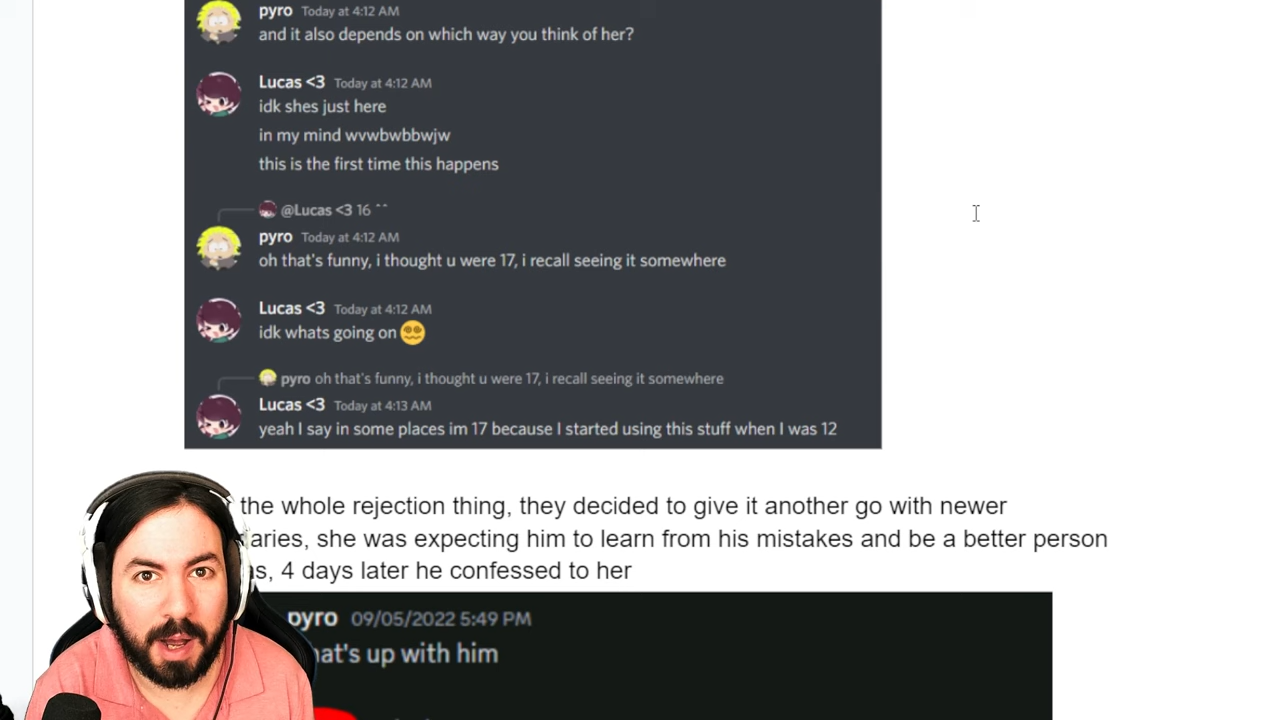 pyro Today at 4:12 AM
and it also depends on which way you think of her?
Lucas <3 Today at 4:12 AM
idk shes just here
in my mind wvwbwbbwjw
this is the first time this happens
@Lucas <3 16 ^^
pyro Today at 4:12 AM
oh that's funny, i thought u were 17, i recall seeing it somewhere
Lucas <3 Today at 4:12 AM
idk whats going on
pyro oh that's funny, i thought u were 17, i recall seeing it somewhere
Lucas <3 Today at 4:13 AM
yeah I say in some places im 17 because I started using this stuff when I was 12
the whole rejection thing, they decided to give it another go with newer
she was expecting him to learn from his mistakes and be a better person
4 days later he confessed to her
pyro 09/05/2022 5:49 PM
up with him